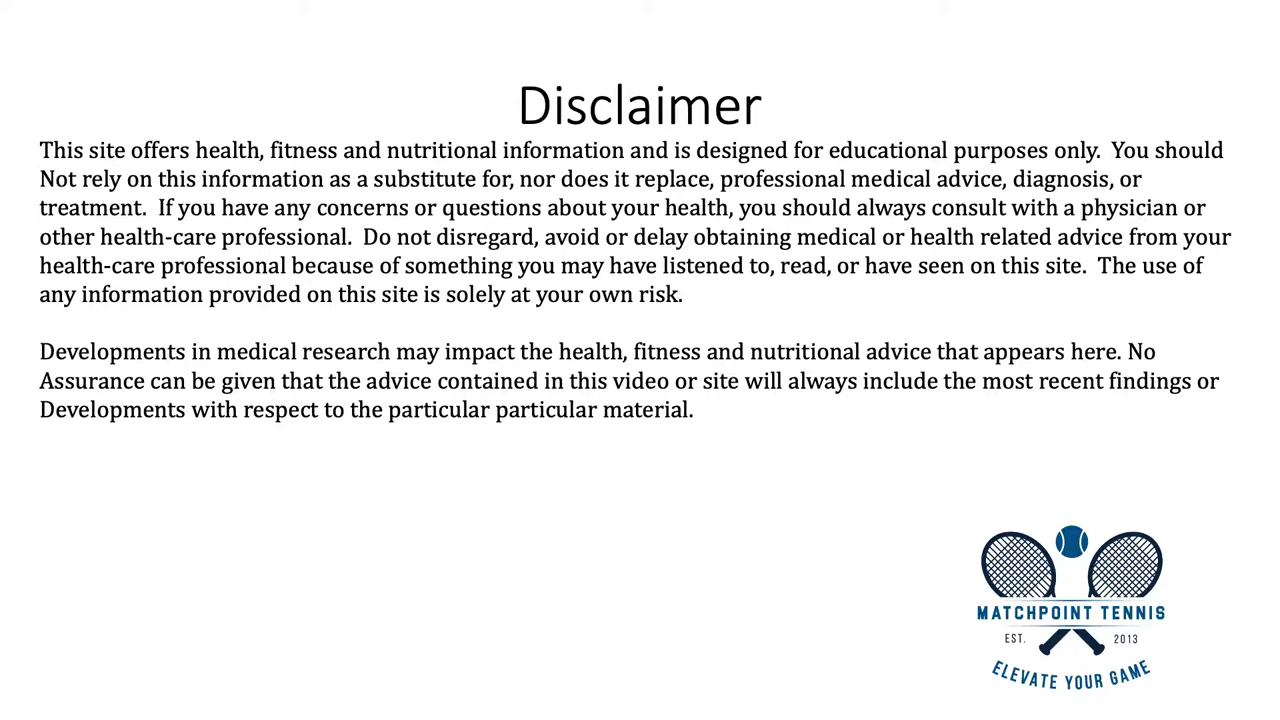 Disclaimer
This site offers health, fitness and nutritional information and is designed for educational purposes only.  You should
Not rely on this information as a substitute for, nor does it replace, professional medical advice, diagnosis, or
treatment.  If you have any concerns or questions about your health, you should always consult with a physician or
other health-care professional.  Do not disregard, avoid or delay obtaining medical or health related advice from your
health-care professional because of something you may have listened to, read, or have seen on this site.  The use of
any information provided on this site is solely at your own risk.
Developments in medical research may impact the health, fitness and nutritional advice that appears here. No
Assurance can be given that the advice contained in this video or site will always include the most recent findings or
Developments with respect to the particular particular material.
MATCHPOINT TENNIS
EST. 2013
ELEVATE YOUR GAME